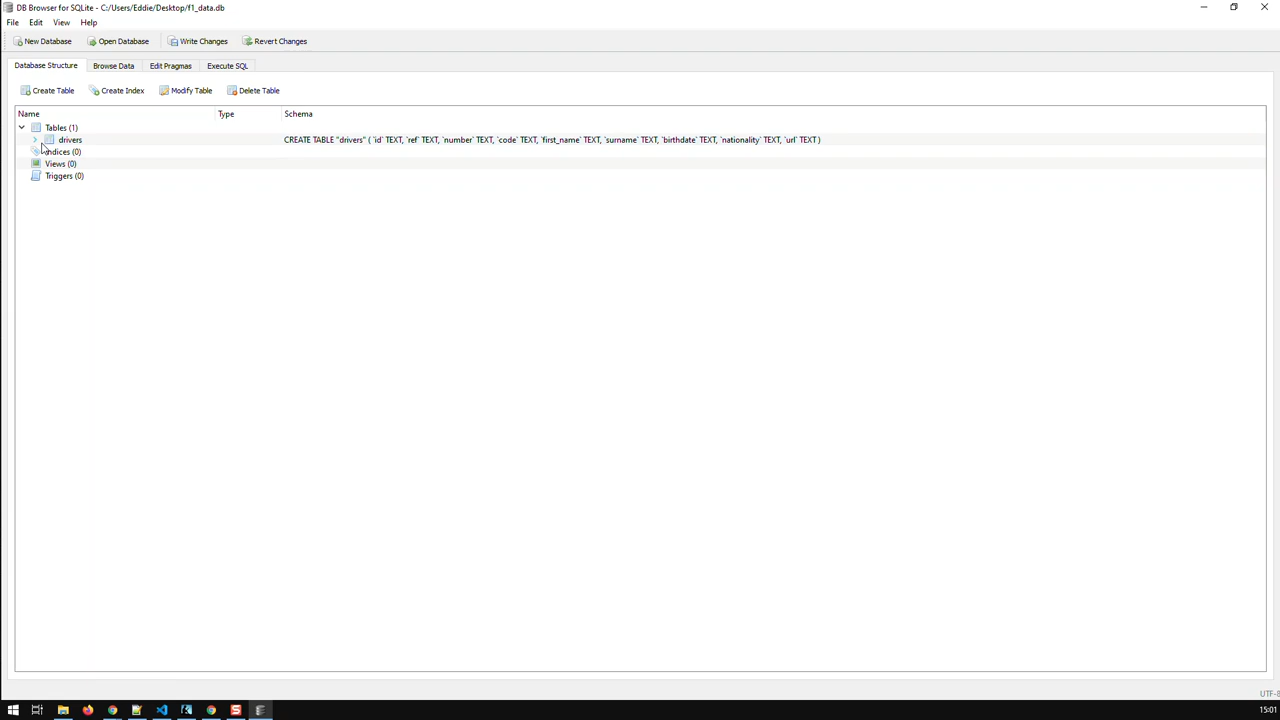 DB Browser for SQLite - C:/Users/Eddie/Desktop/f1_data.db
File Edit View Help
New Database Open Database Write Changes Revert Changes
Database Structure Browse Data Edit Pragmas Execute SQL
Create Table Create Index Modify Table Delete Table
Name Type Schema
Tables (1)
drivers CREATE TABLE "drivers" ( `id` TEXT, `ref` TEXT, `number` TEXT, `code` TEXT, `first_name` TEXT, `surname` TEXT, `birthdate` TEXT, `nationality` TEXT, `url` TEXT )
Indices (0)
Views (0)
Triggers (0)
UTF-8
15:01